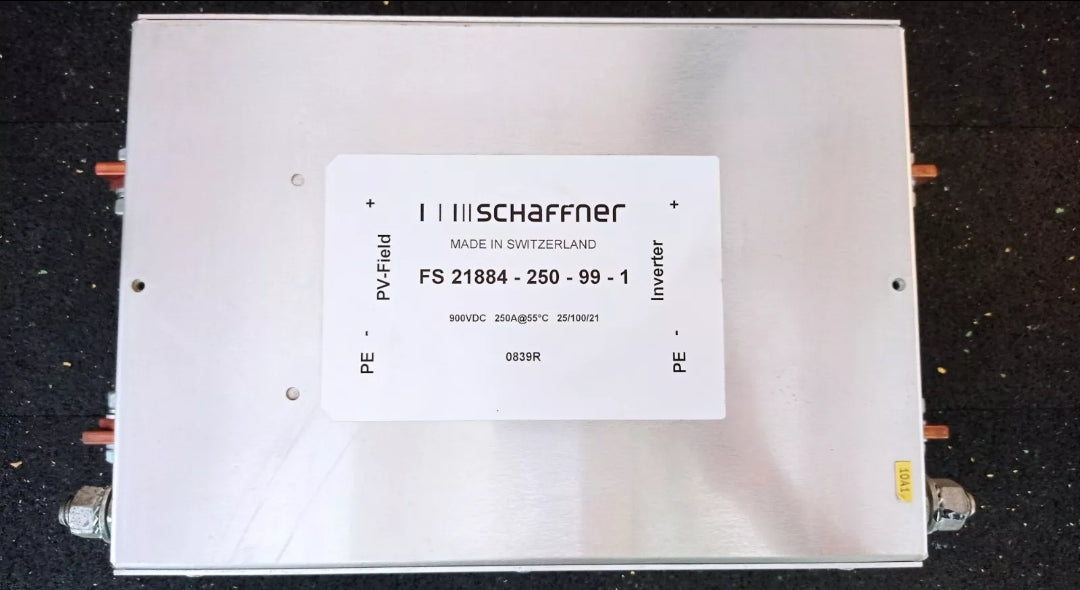 SCHAFFNER
MADE IN SWITZERLAND
FS 21884 - 250 - 99 - 1
900VDC 250A@55°C 25/100/21
0839R
+
PV-Field
-
PE
+
Inverter
-
PE
10A1